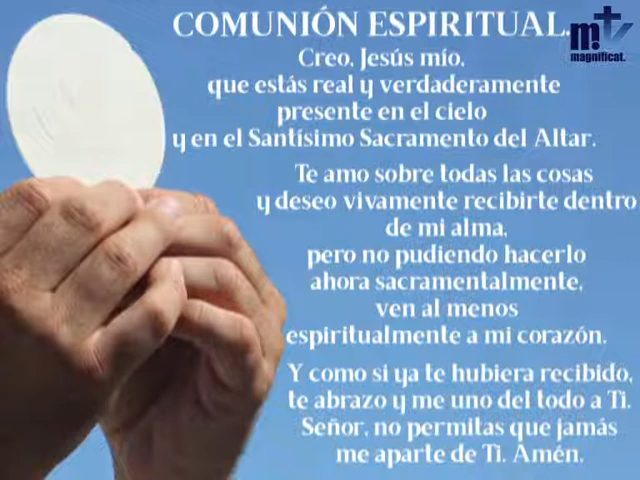 COMUNIÓN ESPIRITUAL.
m.tv
magnificat.
Creo, Jesús mío,
que estás real y verdaderamente
presente en el cielo
y en el Santísimo Sacramento del Altar.
Te amo sobre todas las cosas
y deseo vivamente recibirte dentro
de mi alma,
pero no pudiendo hacerlo
ahora sacramentalmente,
ven al menos
espiritualmente a mi corazón.
Y como si ya te hubiera recibido,
te abrazo y me uno del todo a Ti.
Señor, no permitas que jamás
me aparte de Ti. Amén.